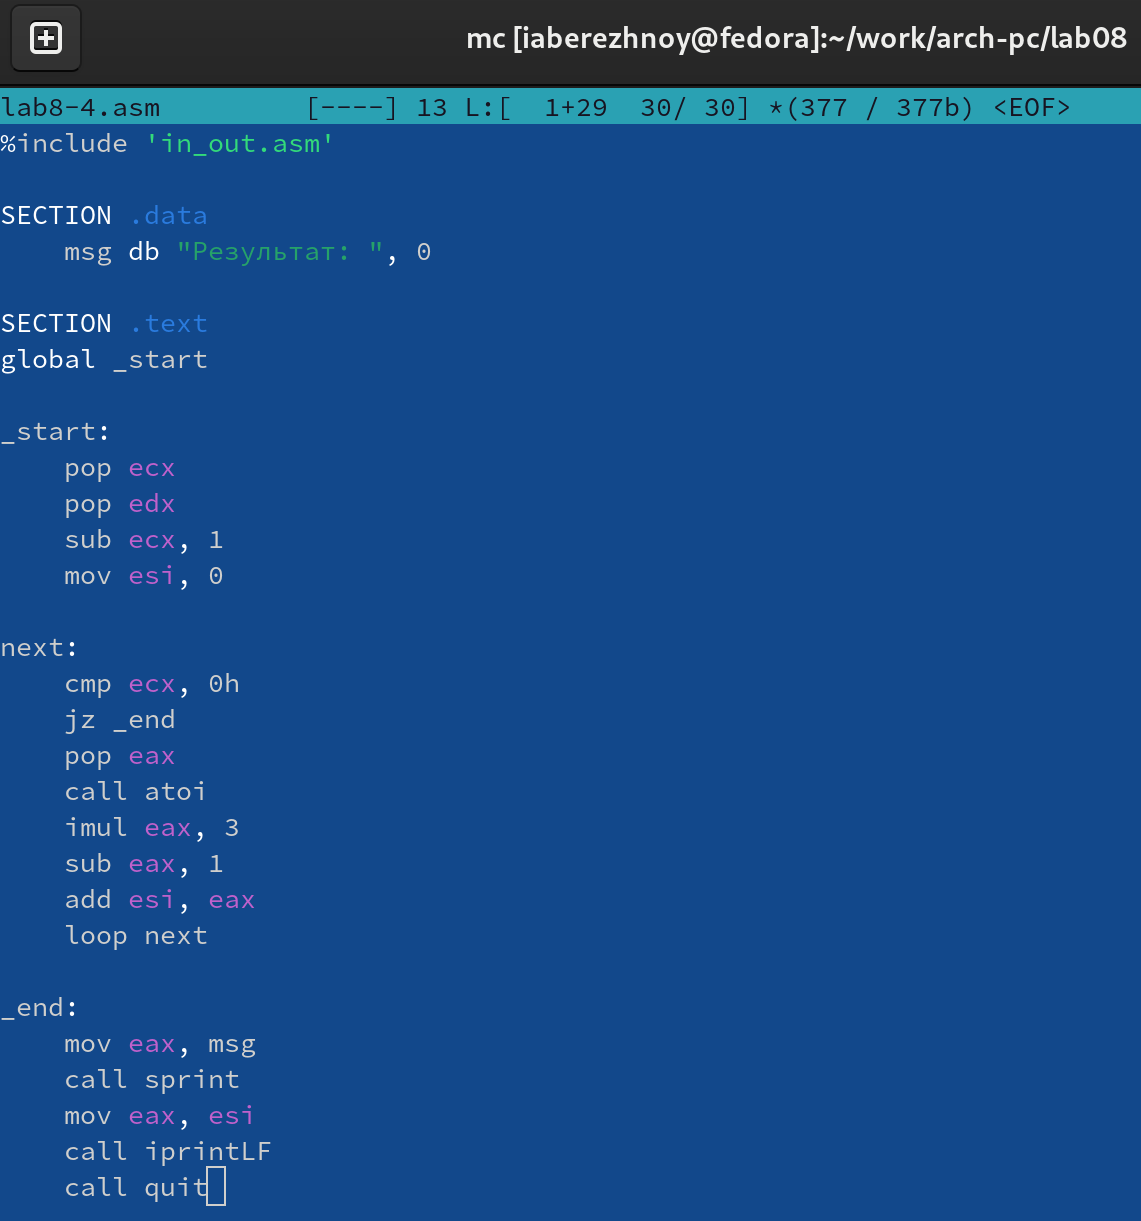 mc [iaberezhnoy@fedora]:~/work/arch-pc/lab08
lab8-4.asm [----] 13 L:[ 1+29 30/ 30] *(377 / 377b) <EOF>
%include 'in_out.asm'
SECTION .data
msg db "Результат: ", 0
SECTION .text
global _start
_start:
pop ecx
pop edx
sub ecx, 1
mov esi, 0
next:
cmp ecx, 0h
jz _end
pop eax
call atoi
imul eax, 3
sub eax, 1
add esi, eax
loop next
_end:
mov eax, msg
call sprint
mov eax, esi
call iprintLF
call quit